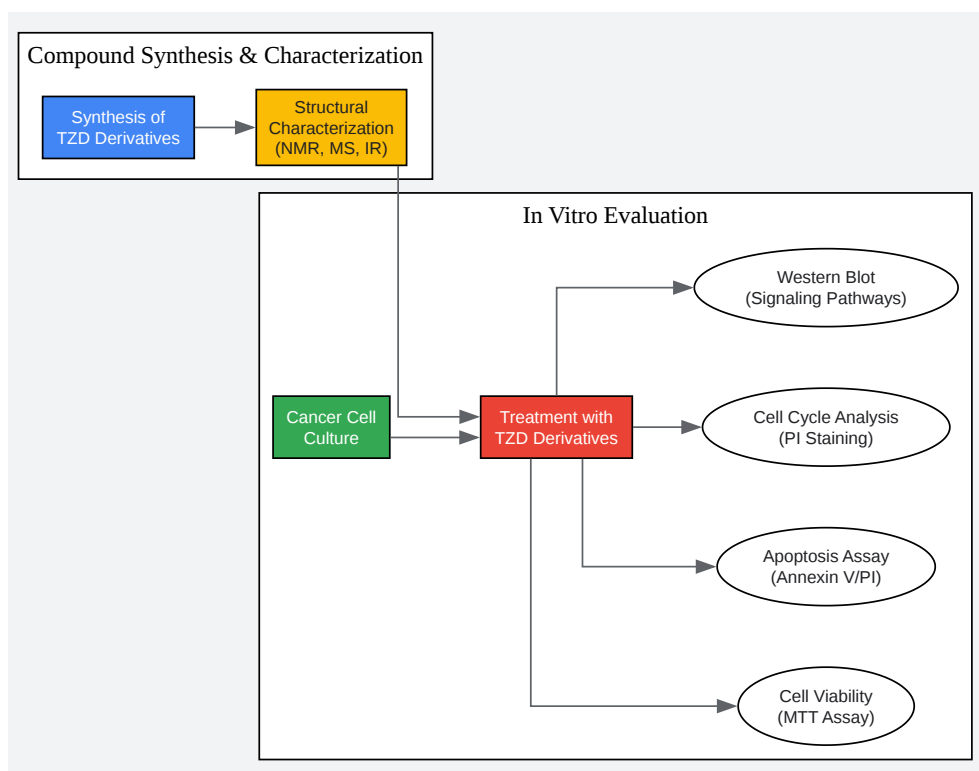 Compound Synthesis & Characterization
Synthesis of
TZD Derivatives
Structural
Characterization
(NMR, MS, IR)
In Vitro Evaluation
Western Blot
(Signaling Pathways)
Cancer Cell
Culture
Treatment with
TZD Derivatives
Cell Cycle Analysis
(PI Staining)
Apoptosis Assay
(Annexin V/PI)
Cell Viability
(MTT Assay)